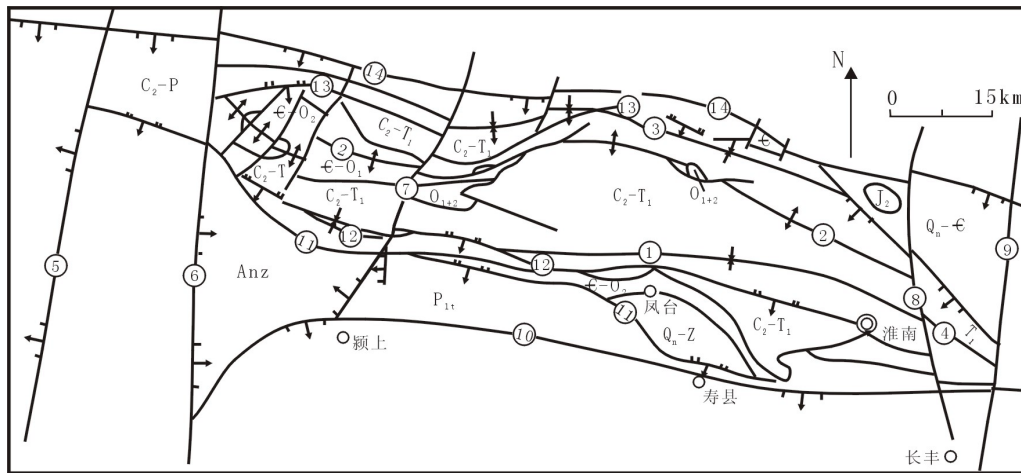 N
0 15km
14
13
14
13
3
C₂-P
Є-O₂
C₂-T₁
C₂-T₁
Є
2
Є-O₁
C₂-T
7
O₁₊₂
C₂-T₁
C₂-T₁
O₁₊₂
J₂
2
Qₙ-Є
12
11
5
6
Anz
1
12
9
8
Є-O₂
凤台
P₁ₜ
11
C₂-T₁
淮南
4
T₁
10
Qₙ-Z
颍上
寿县
长丰